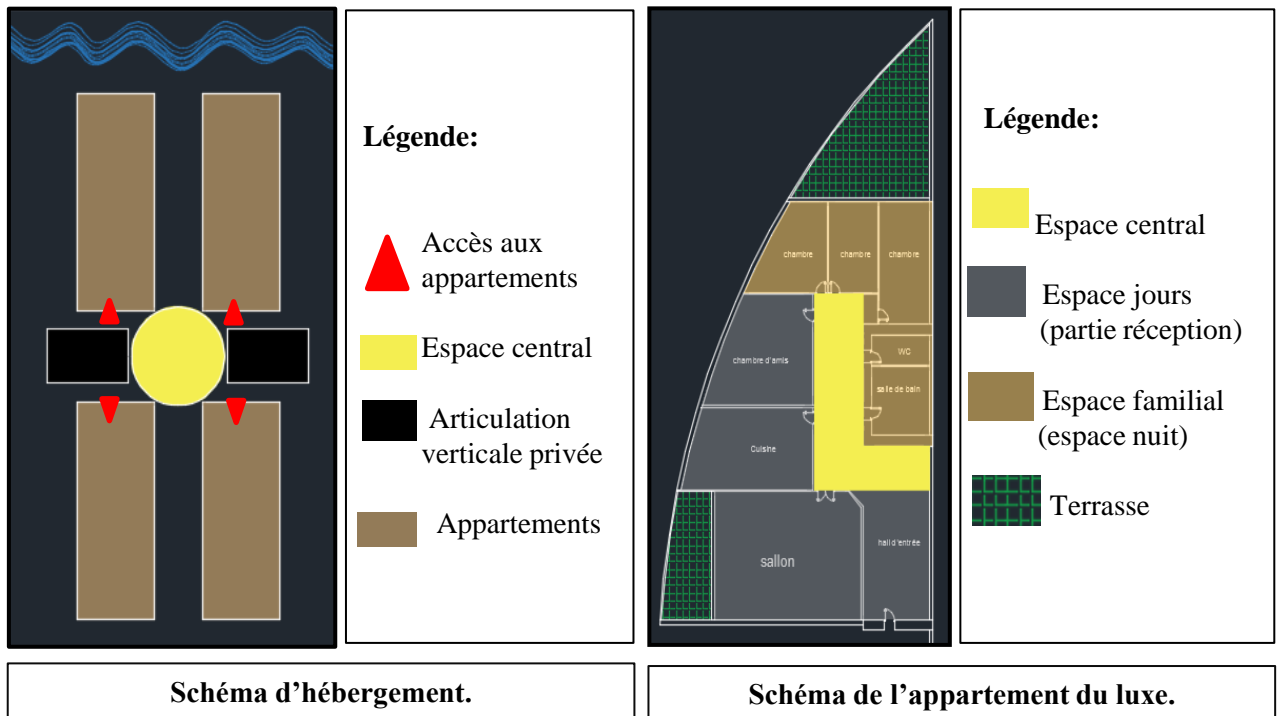 Légende:
Accès aux
appartements
Espace central
Articulation
verticale privée
Appartements
Schéma d'hébergement.
chambre
chambre
chambre
chambre d'amis
WC
salle de bain
Cuisine
sallon
hall d'entrée
Légende:
Espace central
Espace jours
(partie réception)
Espace familial
(espace nuit)
Terrasse
Schéma de l'appartement du luxe.